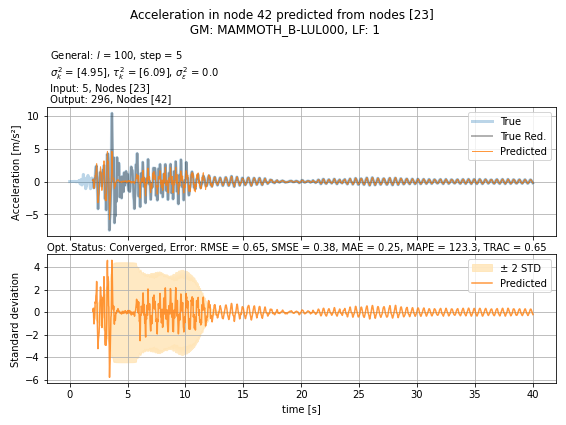 Acceleration in node 42 predicted from nodes [23]
GM: MAMMOTH_B-LUL000, LF: 1
General: l = 100, step = 5
σ²ₖ = [4.95], τ²ₖ = [6.09], σ²ε = 0.0
Input: 5, Nodes [23]
Output: 296, Nodes [42]
10
5
0
−5
Acceleration [m/s²]
True
True Red.
Predicted
Opt. Status: Converged, Error: RMSE = 0.65, SMSE = 0.38, MAE = 0.25, MAPE = 123.3, TRAC = 0.65
4
2
0
−2
−4
−6
Standard deviation
± 2 STD
Predicted
0 5 10 15 20 25 30 35 40
time [s]